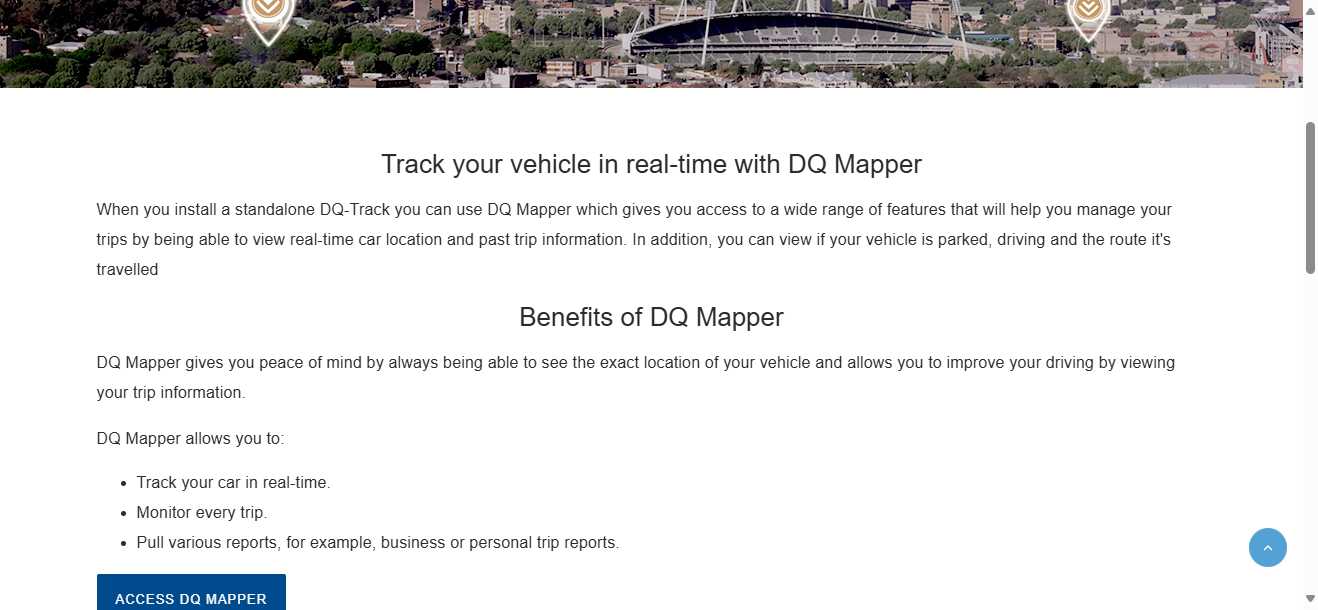 Track your vehicle in real-time with DQ Mapper
When you install a standalone DQ-Track you can use DQ Mapper which gives you access to a wide range of features that will help you manage your
trips by being able to view real-time car location and past trip information. In addition, you can view if your vehicle is parked, driving and the route it's
travelled
Benefits of DQ Mapper
DQ Mapper gives you peace of mind by always being able to see the exact location of your vehicle and allows you to improve your driving by viewing
your trip information.
DQ Mapper allows you to:
• Track your car in real-time.
• Monitor every trip.
• Pull various reports, for example, business or personal trip reports.
ACCESS DQ MAPPER